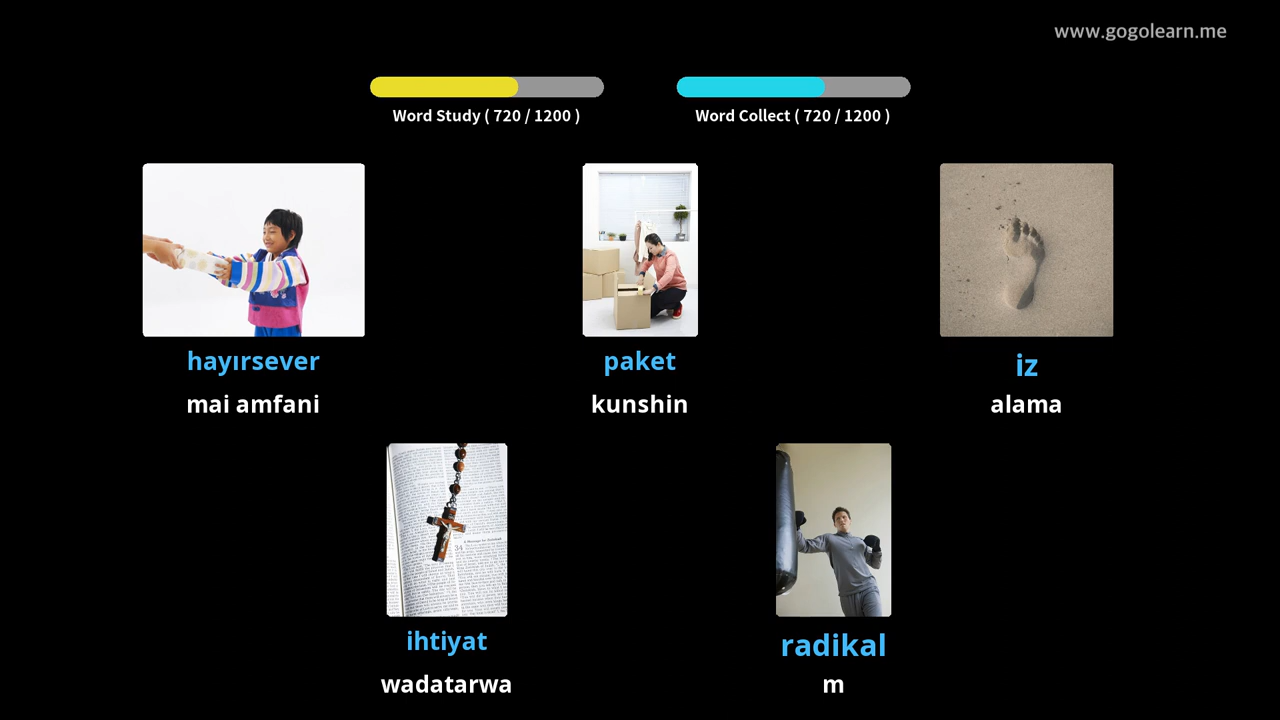 www.gogolearn.me
Word Study ( 720 / 1200 )
Word Collect ( 720 / 1200 )
hayırsever
mai amfani
paket
kunshin
iz
alama
ihtiyat
wadatarwa
radikal
m